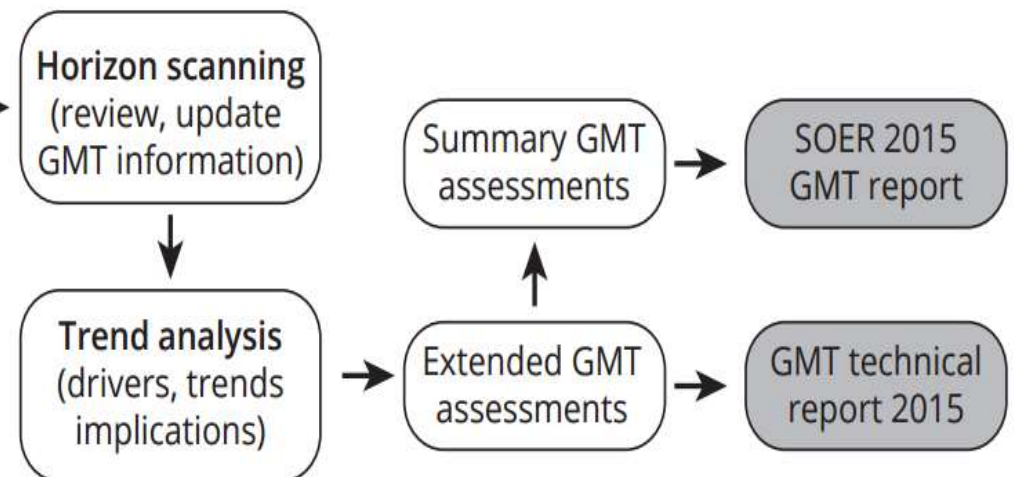 Horizon scanning
(review, update
GMT information)
Summary GMT
assessments
SOER 2015
GMT report
Trend analysis
(drivers, trends
implications)
Extended GMT
assessments
GMT technical
report 2015